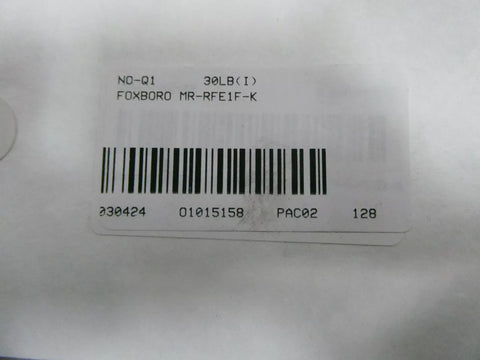 NO-Q1 30LB(I)
FOXBORO MR-RFE1F-K
030424 01015158 PAC02 128